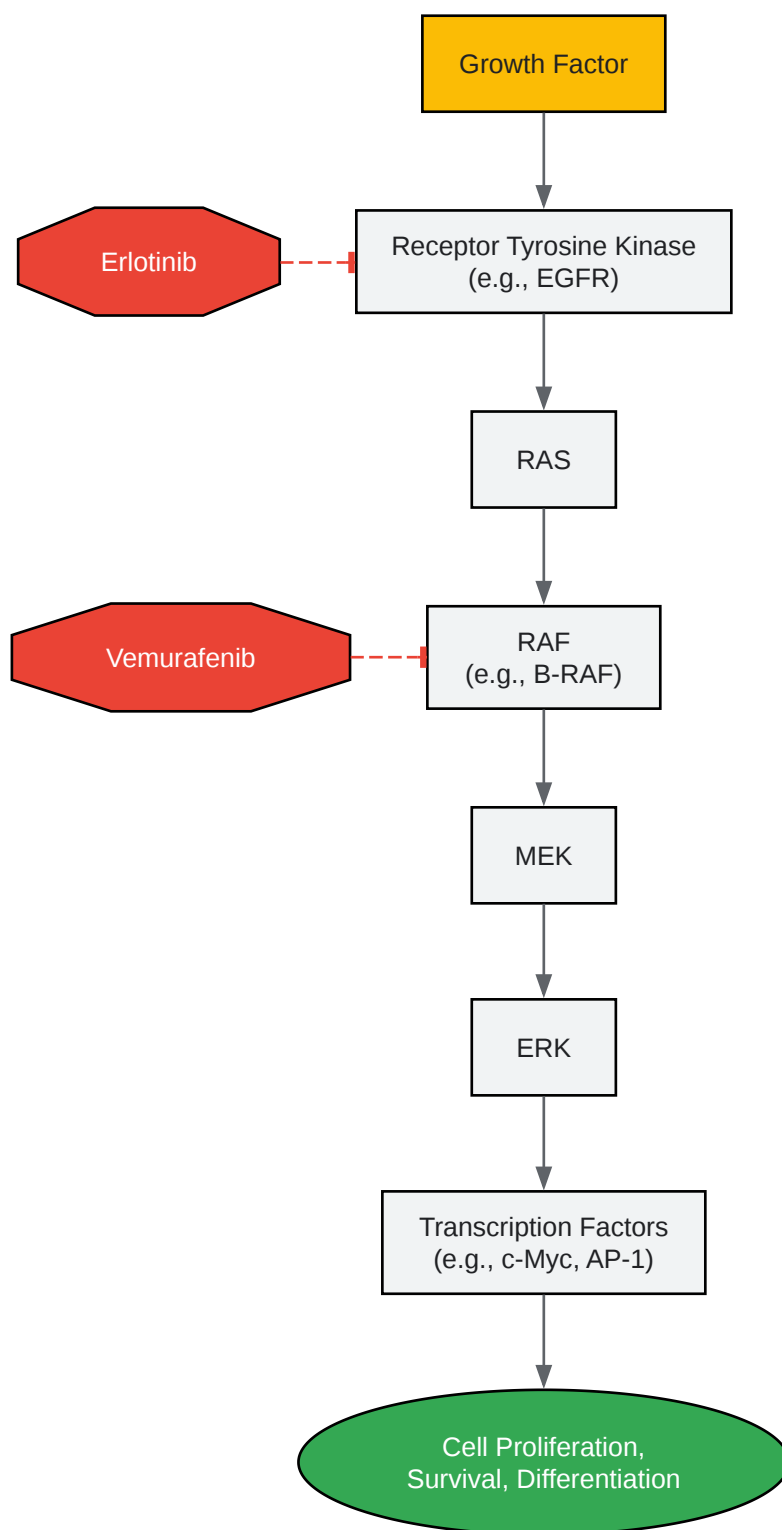 Growth Factor
Erlotinib
Receptor Tyrosine Kinase
(e.g., EGFR)
RAS
Vemurafenib
RAF
(e.g., B-RAF)
MEK
ERK
Transcription Factors
(e.g., c-Myc, AP-1)
Cell Proliferation,
Survival, Differentiation